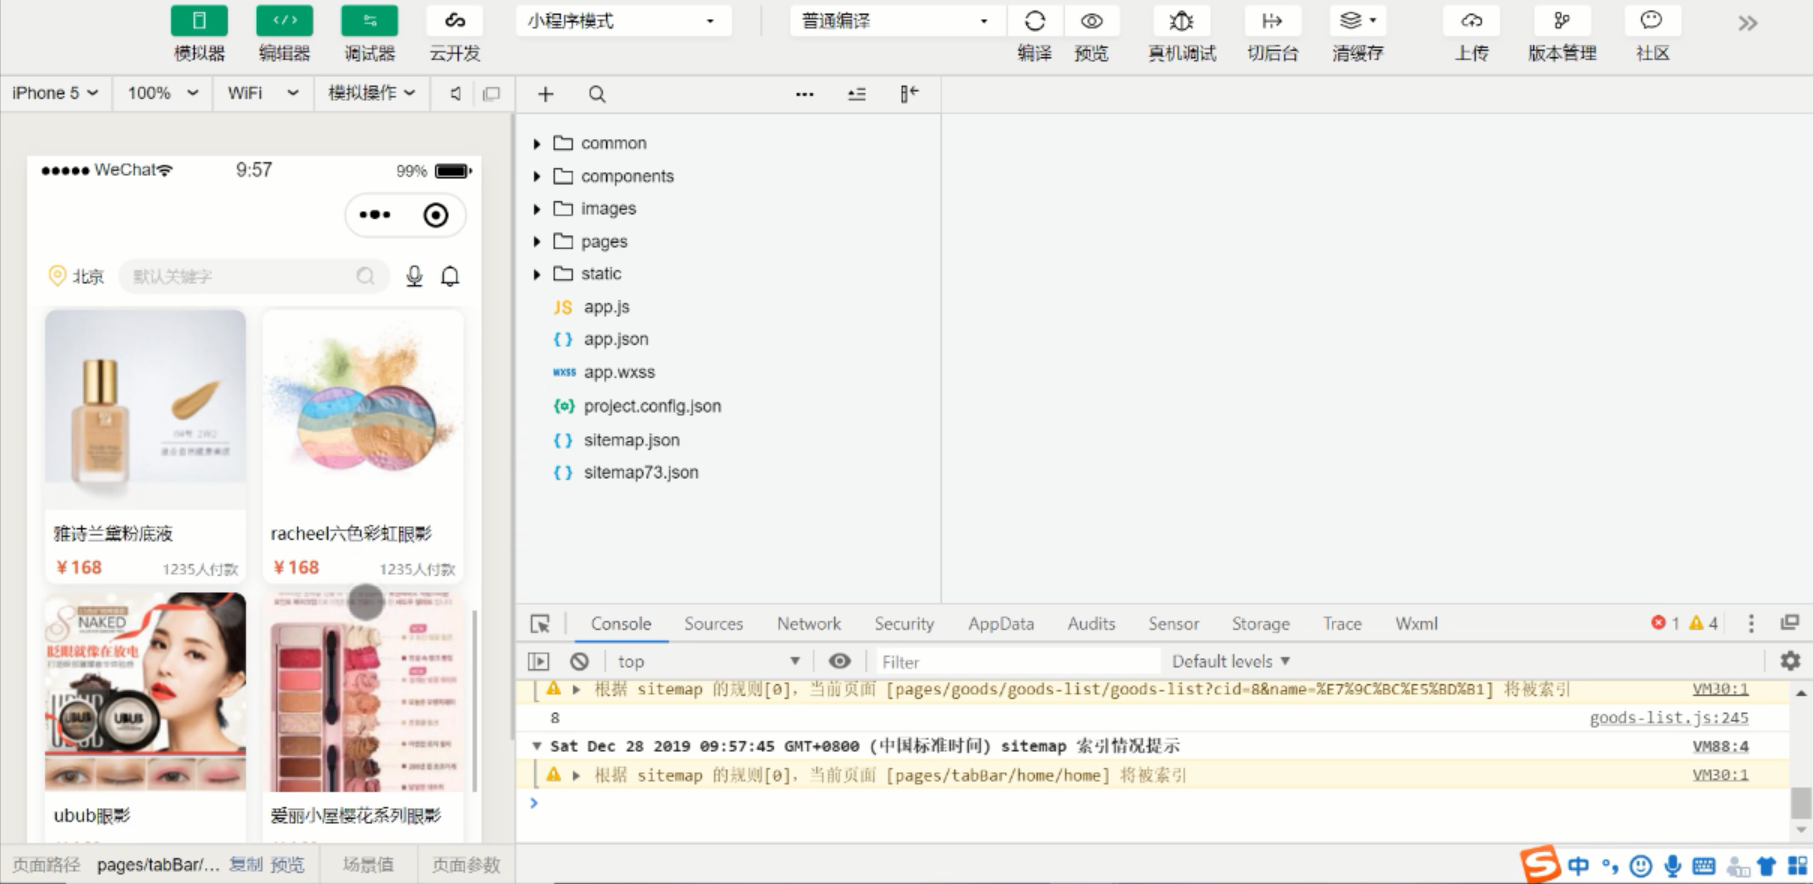 小程序模式
普通编译
模拟器 编辑器 调试器 云开发 编译 预览 真机调试 切后台 清缓存 上传 版本管理 社区
iPhone 5 100% WiFi 模拟操作
WeChat 9:57 99%
北京 默认关键字
雅诗兰黛粉底液
¥168 1235人付款
racheel六色彩虹眼影
¥168 1235人付款
NAKED
眨眼就像在放电
UBUB UBUB
ubub眼影
爱丽小屋樱花系列眼影
页面路径 pages/tabBar/... 复制 预览 场景值 页面参数
common
components
images
pages
static
JS app.js
{ } app.json
WXSS app.wxss
project.config.json
{ } sitemap.json
{ } sitemap73.json
Console Sources Network Security AppData Audits Sensor Storage Trace Wxml 1 4
top Filter Default levels
根据 sitemap 的规则[0], 当前页面 [pages/goods/goods-list/goods-list?cid=8&name=%E7%9C%BC%E5%BD%B1] 将被索引 VM30:1
8 goods-list.js:245
Sat Dec 28 2019 09:57:45 GMT+0800 (中国标准时间) sitemap 索引情况提示 VM88:4
根据 sitemap 的规则[0], 当前页面 [pages/tabBar/home/home] 将被索引 VM30:1
中